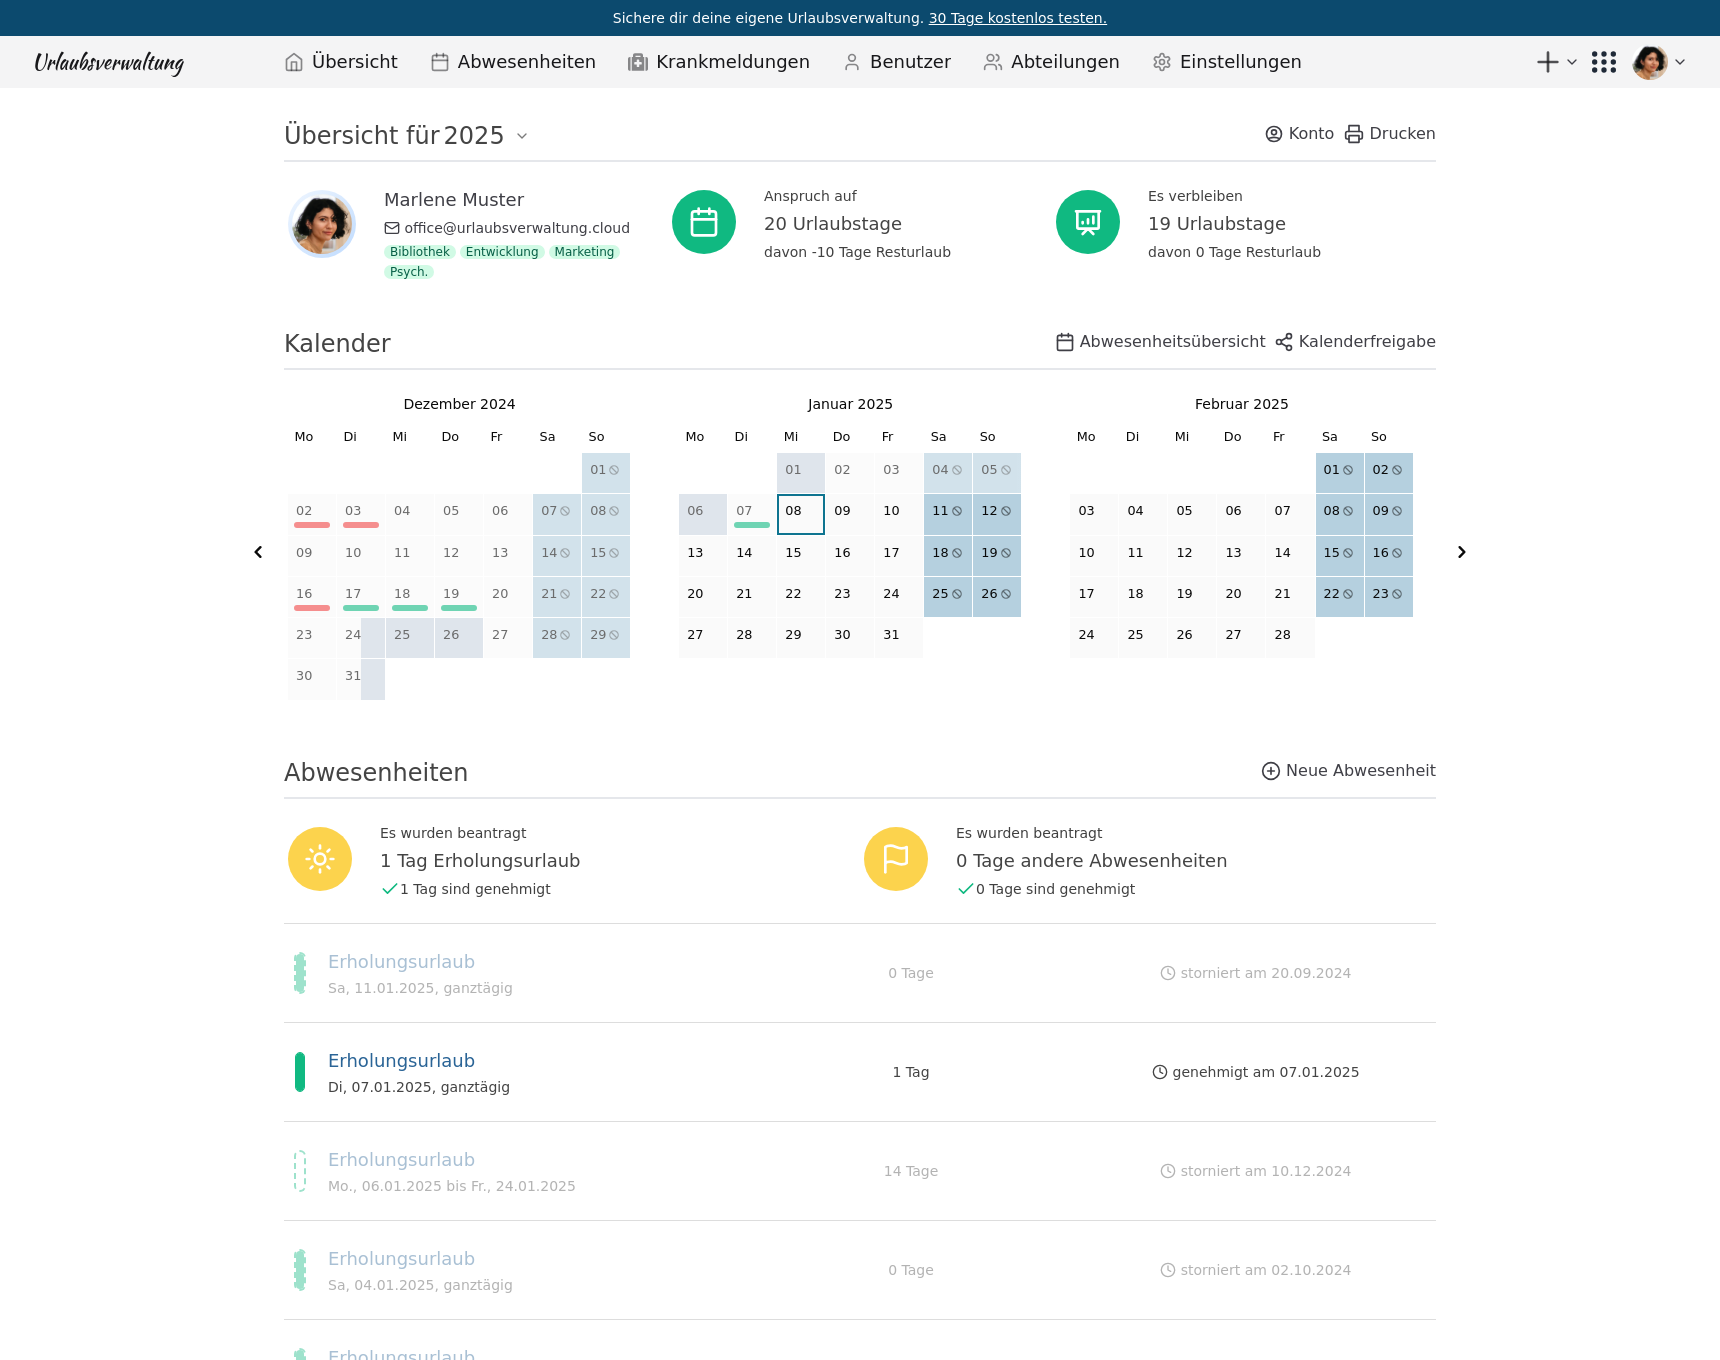 Sichere dir deine eigene Urlaubsverwaltung. 30 Tage kostenlos testen.
Urlaubsverwaltung Übersicht Abwesenheiten Krankmeldungen Benutzer Abteilungen Einstellungen
Übersicht für 2025 Konto Drucken
Marlene Muster
office@urlaubsverwaltung.cloud
Bibliothek Entwicklung Marketing
Psych.
Anspruch auf
20 Urlaubstage
davon -10 Tage Resturlaub
Es verbleiben
19 Urlaubstage
davon 0 Tage Resturlaub
Kalender Abwesenheitsübersicht Kalenderfreigabe
Dezember 2024
Mo Di Mi Do Fr Sa So
01
02 03 04 05 06 07 08
09 10 11 12 13 14 15
16 17 18 19 20 21 22
23 24 25 26 27 28 29
30 31
Januar 2025
Mo Di Mi Do Fr Sa So
01 02 03 04 05
06 07 08 09 10 11 12
13 14 15 16 17 18 19
20 21 22 23 24 25 26
27 28 29 30 31
Februar 2025
Mo Di Mi Do Fr Sa So
01 02
03 04 05 06 07 08 09
10 11 12 13 14 15 16
17 18 19 20 21 22 23
24 25 26 27 28
Abwesenheiten Neue Abwesenheit
Es wurden beantragt
1 Tag Erholungsurlaub
1 Tag sind genehmigt
Es wurden beantragt
0 Tage andere Abwesenheiten
0 Tage sind genehmigt
Erholungsurlaub
Sa, 11.01.2025, ganztägig
0 Tage
storniert am 20.09.2024
Erholungsurlaub
Di, 07.01.2025, ganztägig
1 Tag
genehmigt am 07.01.2025
Erholungsurlaub
Mo., 06.01.2025 bis Fr., 24.01.2025
14 Tage
storniert am 10.12.2024
Erholungsurlaub
Sa, 04.01.2025, ganztägig
0 Tage
storniert am 02.10.2024
Erholungsurlaub